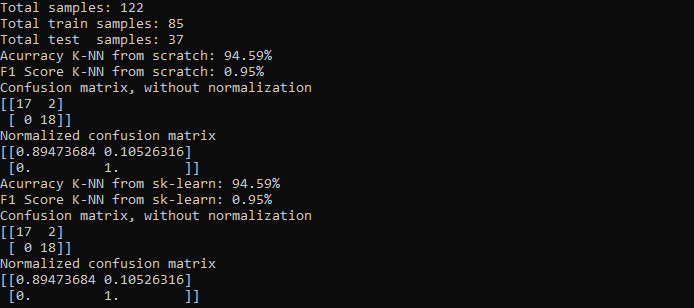 Total samples: 122
Total train samples: 85
Total test  samples: 37
Acurracy K-NN from scratch: 94.59%
F1 Score K-NN from scratch: 0.95%
Confusion matrix, without normalization
[[17  2]
 [ 0 18]]
Normalized confusion matrix
[[0.89473684 0.10526316]
 [0.         1.        ]]
Acurracy K-NN from sk-learn: 94.59%
F1 Score K-NN from sk-learn: 0.95%
Confusion matrix, without normalization
[[17  2]
 [ 0 18]]
Normalized confusion matrix
[[0.89473684 0.10526316]
 [0.         1.        ]]